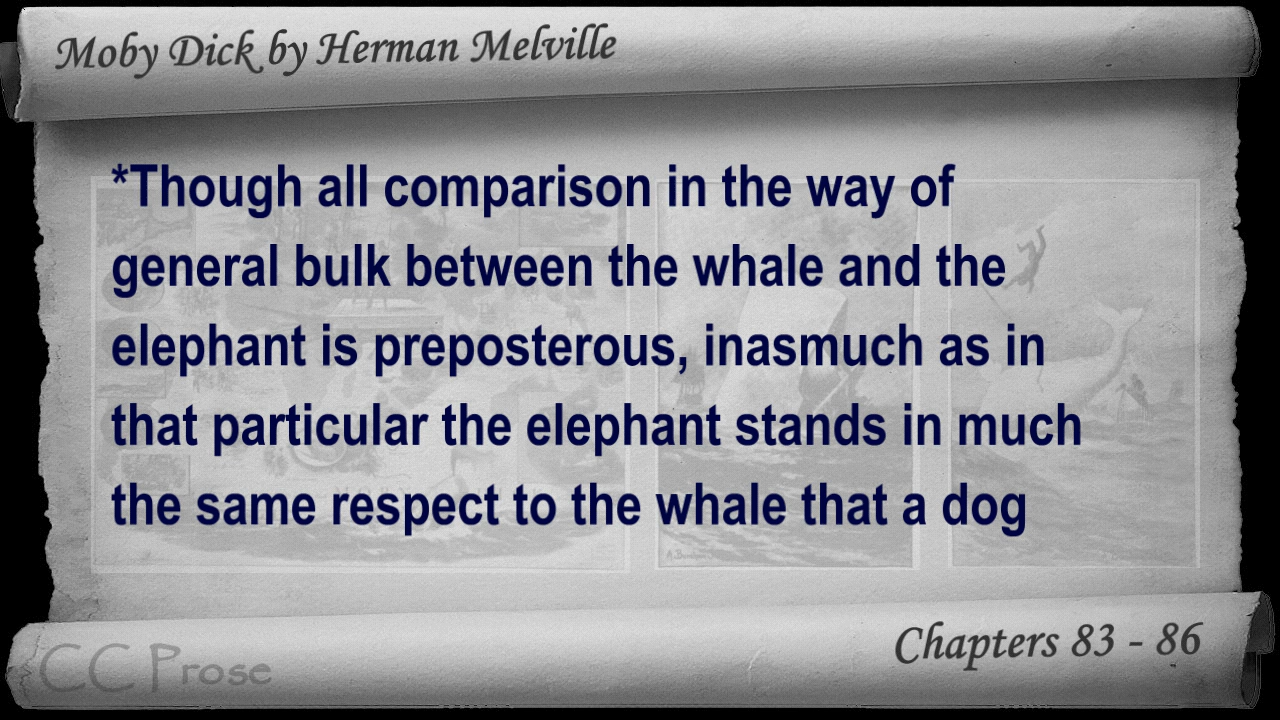 Moby Dick by Herman Melville
*Though all comparison in the way of
general bulk between the whale and the
elephant is preposterous, inasmuch as in
that particular the elephant stands in much
the same respect to the whale that a dog
Chapters 83 - 86
CC Prose